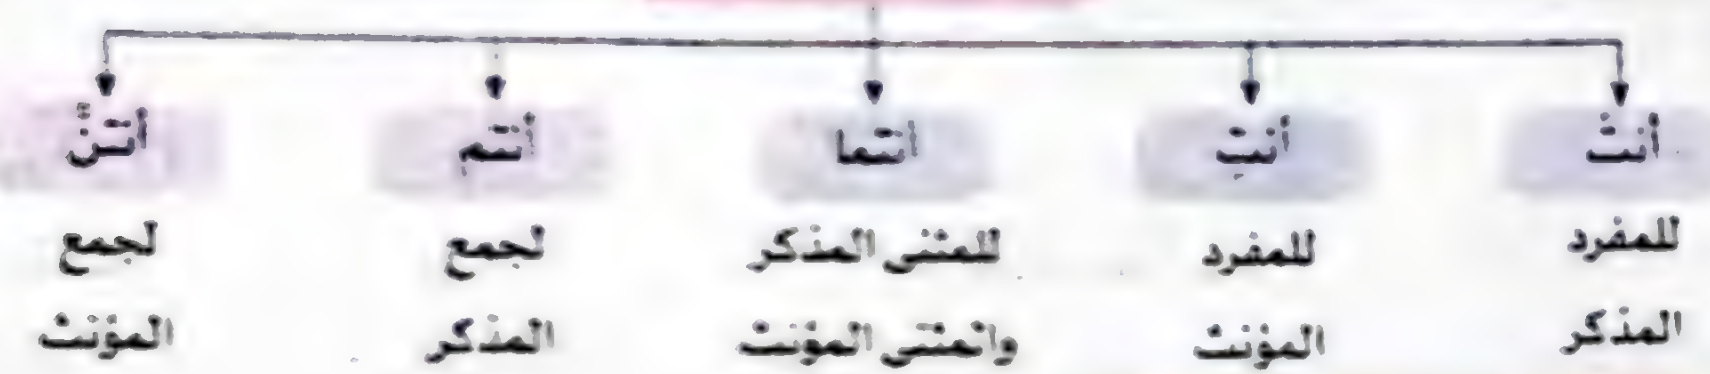 أنتَ
للمفرد
المذكر
أنتِ
للمفرد
المؤنث
أنتما
للمثنى المذكر
والمثنى المؤنث
أنتم
لجمع
المذكر
أنتنَّ
لجمع
المؤنث